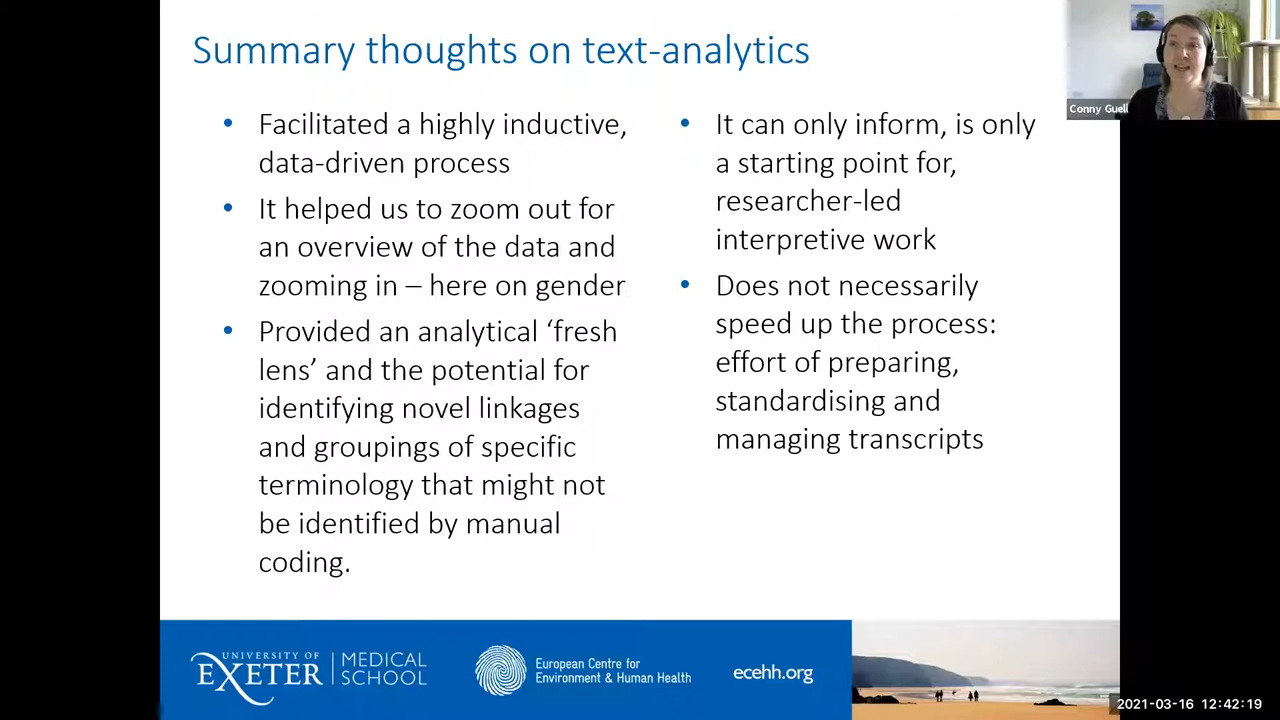 Summary thoughts on text-analytics
• Facilitated a highly inductive,
data-driven process
• It helped us to zoom out for
an overview of the data and
zooming in – here on gender
• Provided an analytical ‘fresh
lens’ and the potential for
identifying novel linkages
and groupings of specific
terminology that might not
be identified by manual
coding.
• It can only inform, is only
a starting point for,
researcher-led
interpretive work
• Does not necessarily
speed up the process:
effort of preparing,
standardising and
managing transcripts
Conny Guell
UNIVERSITY OF
EXETER
MEDICAL
SCHOOL
European Centre for
Environment & Human Health
ecehh.org
2021-03-16 12:42:19